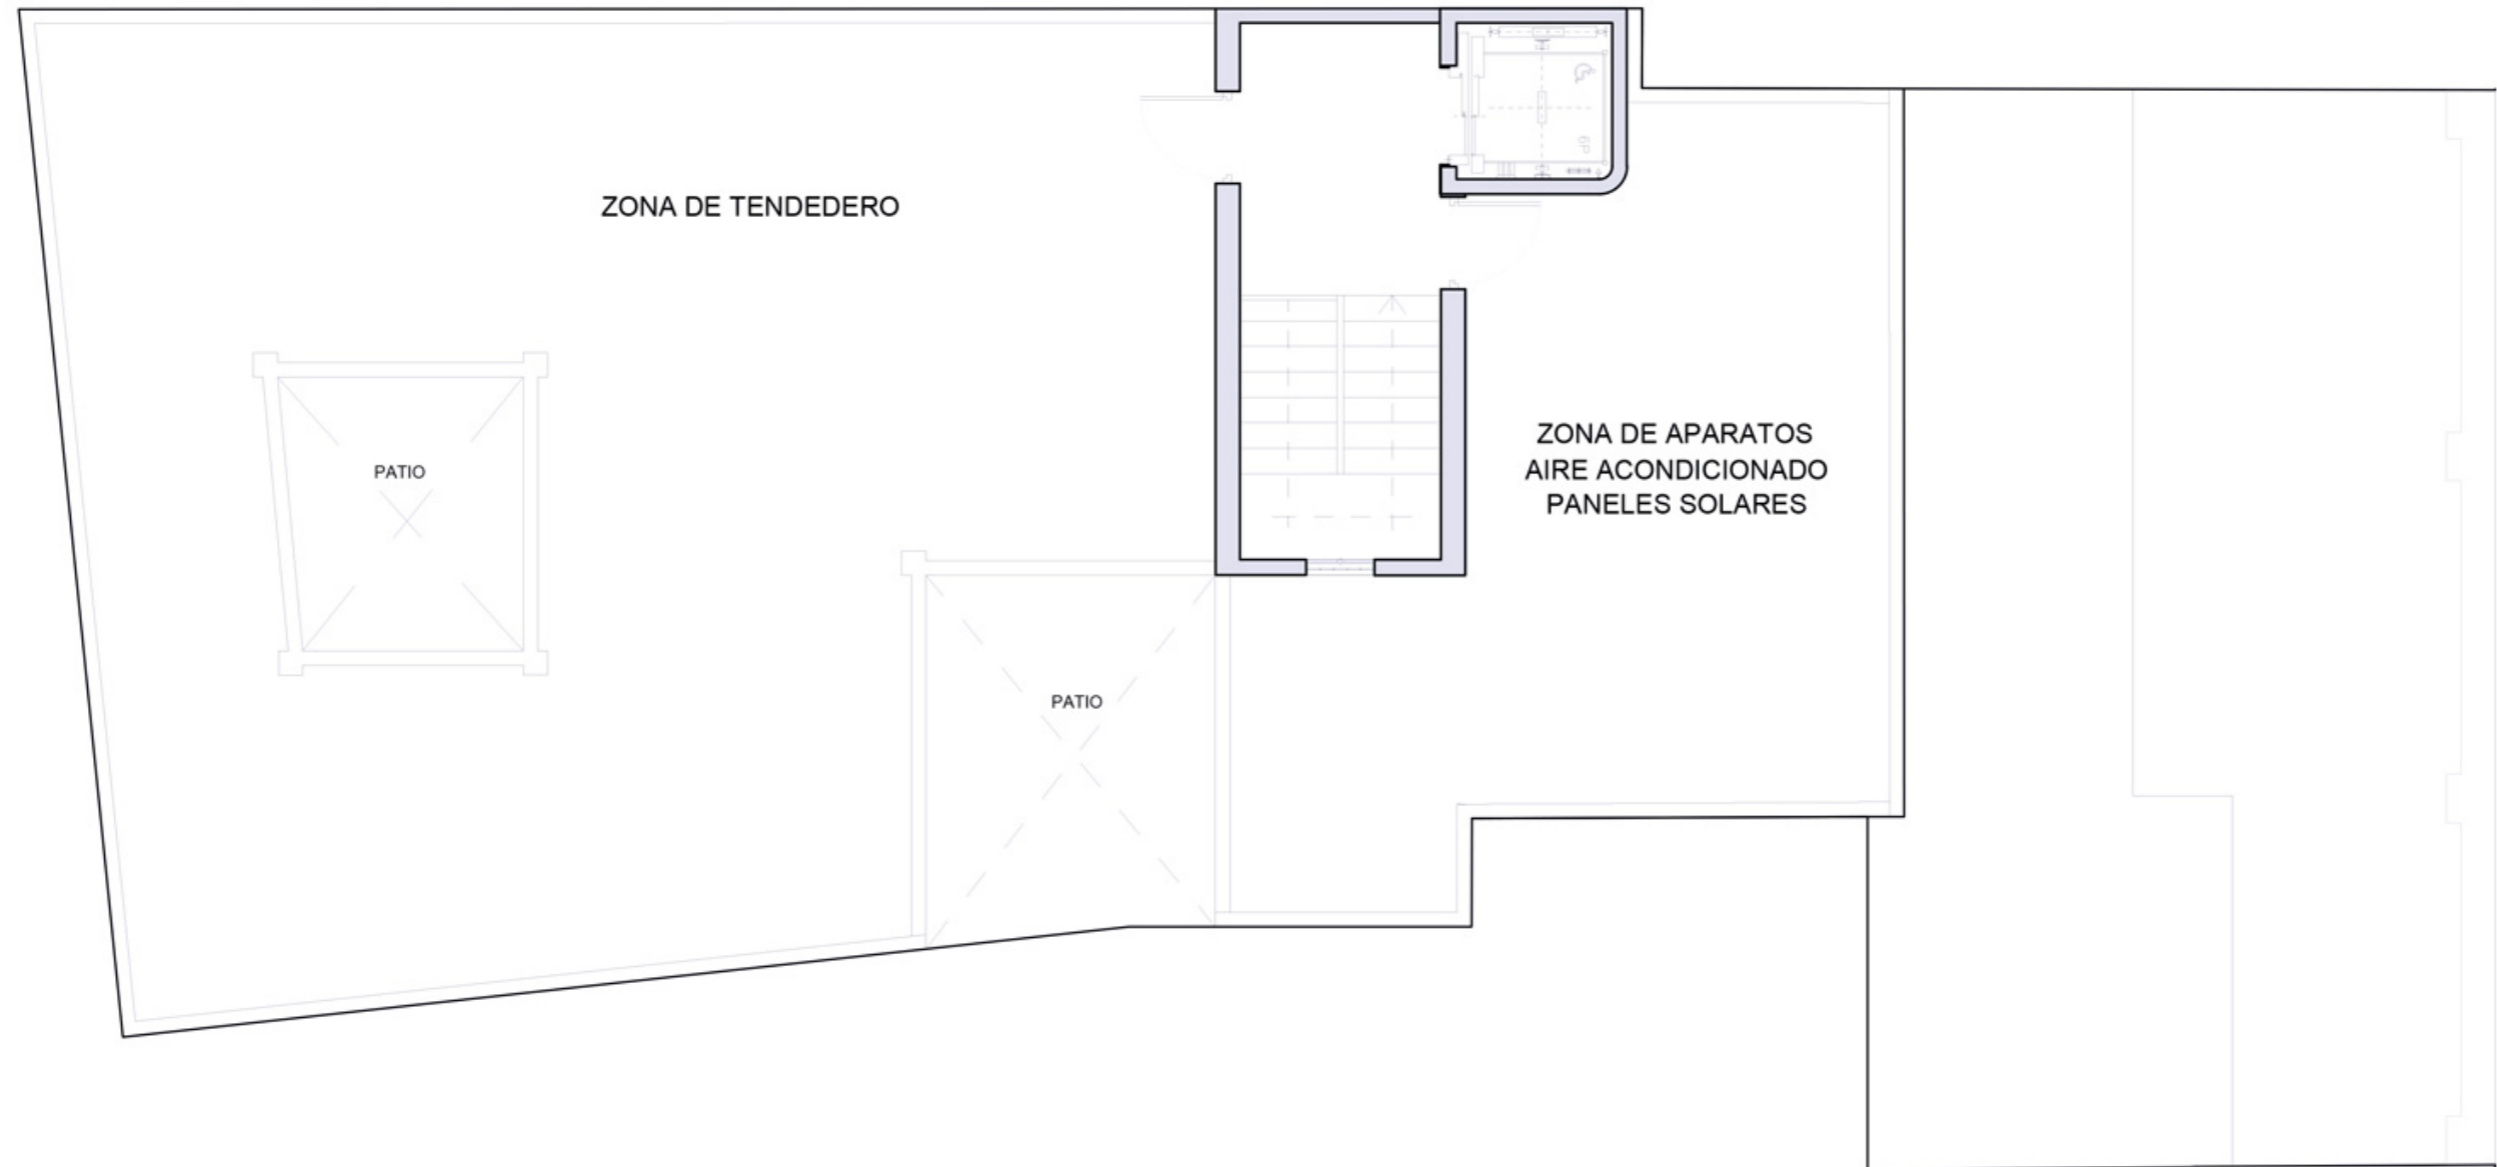 ZONA DE TENDEDERO
ZONA DE APARATOS
AIRE ACONDICIONADO
PANELES SOLARES
PATIO
PATIO